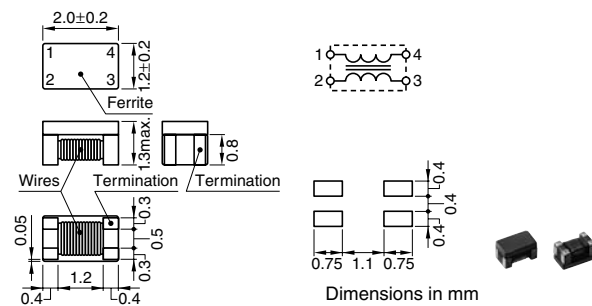 2.0±0.2
1 4
2 3
1.2±0.2
Ferrite
1.3max.
0.8
Wires
Termination
Termination
0.05
0.3
0.5
0.3
1.2
0.4
0.4
1 4
2 3
0.4
0.4
0.4
0.75 1.1 0.75
Dimensions in mm